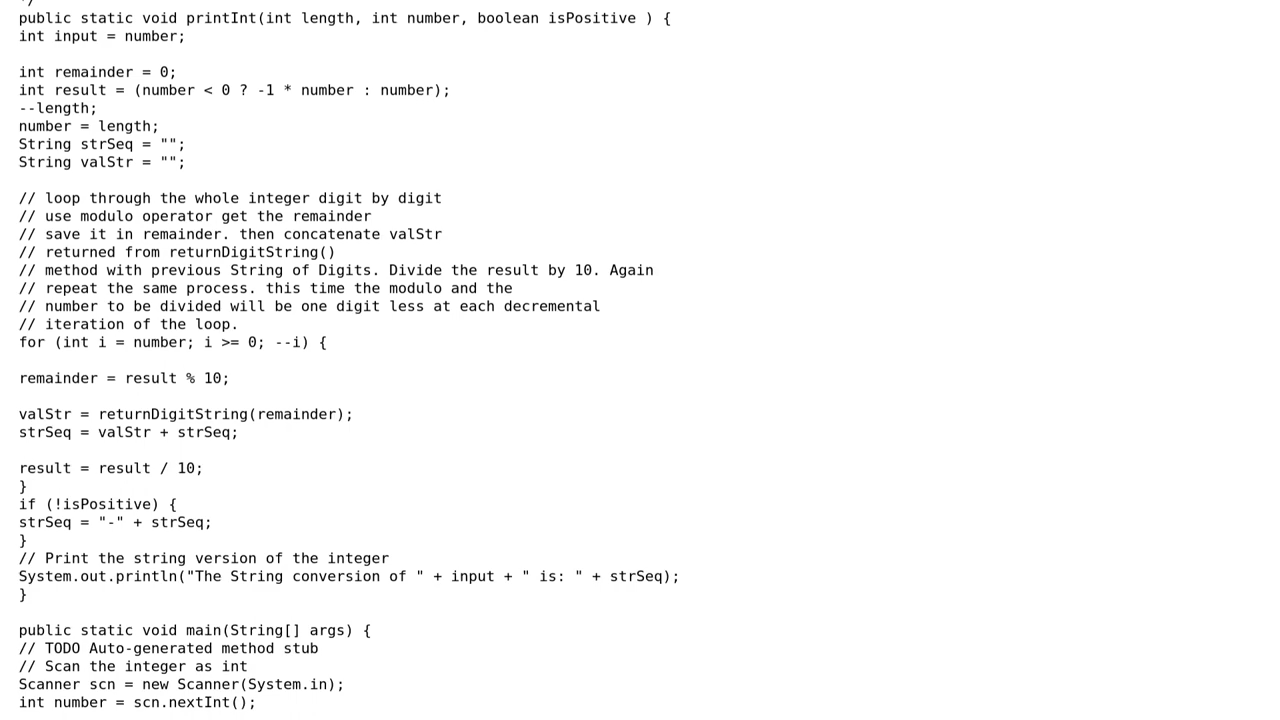 */
public static void printInt(int length, int number, boolean isPositive ) {
int input = number;
int remainder = 0;
int result = (number < 0 ? -1 * number : number);
--length;
number = length;
String strSeq = "";
String valStr = "";
// loop through the whole integer digit by digit
// use modulo operator get the remainder
// save it in remainder. then concatenate valStr
// returned from returnDigitString()
// method with previous String of Digits. Divide the result by 10. Again
// repeat the same process. this time the modulo and the
// number to be divided will be one digit less at each decremental
// iteration of the loop.
for (int i = number; i >= 0; --i) {
remainder = result % 10;
valStr = returnDigitString(remainder);
strSeq = valStr + strSeq;
result = result / 10;
}
if (!isPositive) {
strSeq = "-" + strSeq;
}
// Print the string version of the integer
System.out.println("The String conversion of " + input + " is: " + strSeq);
}
public static void main(String[] args) {
// TODO Auto-generated method stub
// Scan the integer as int
Scanner scn = new Scanner(System.in);
int number = scn.nextInt();